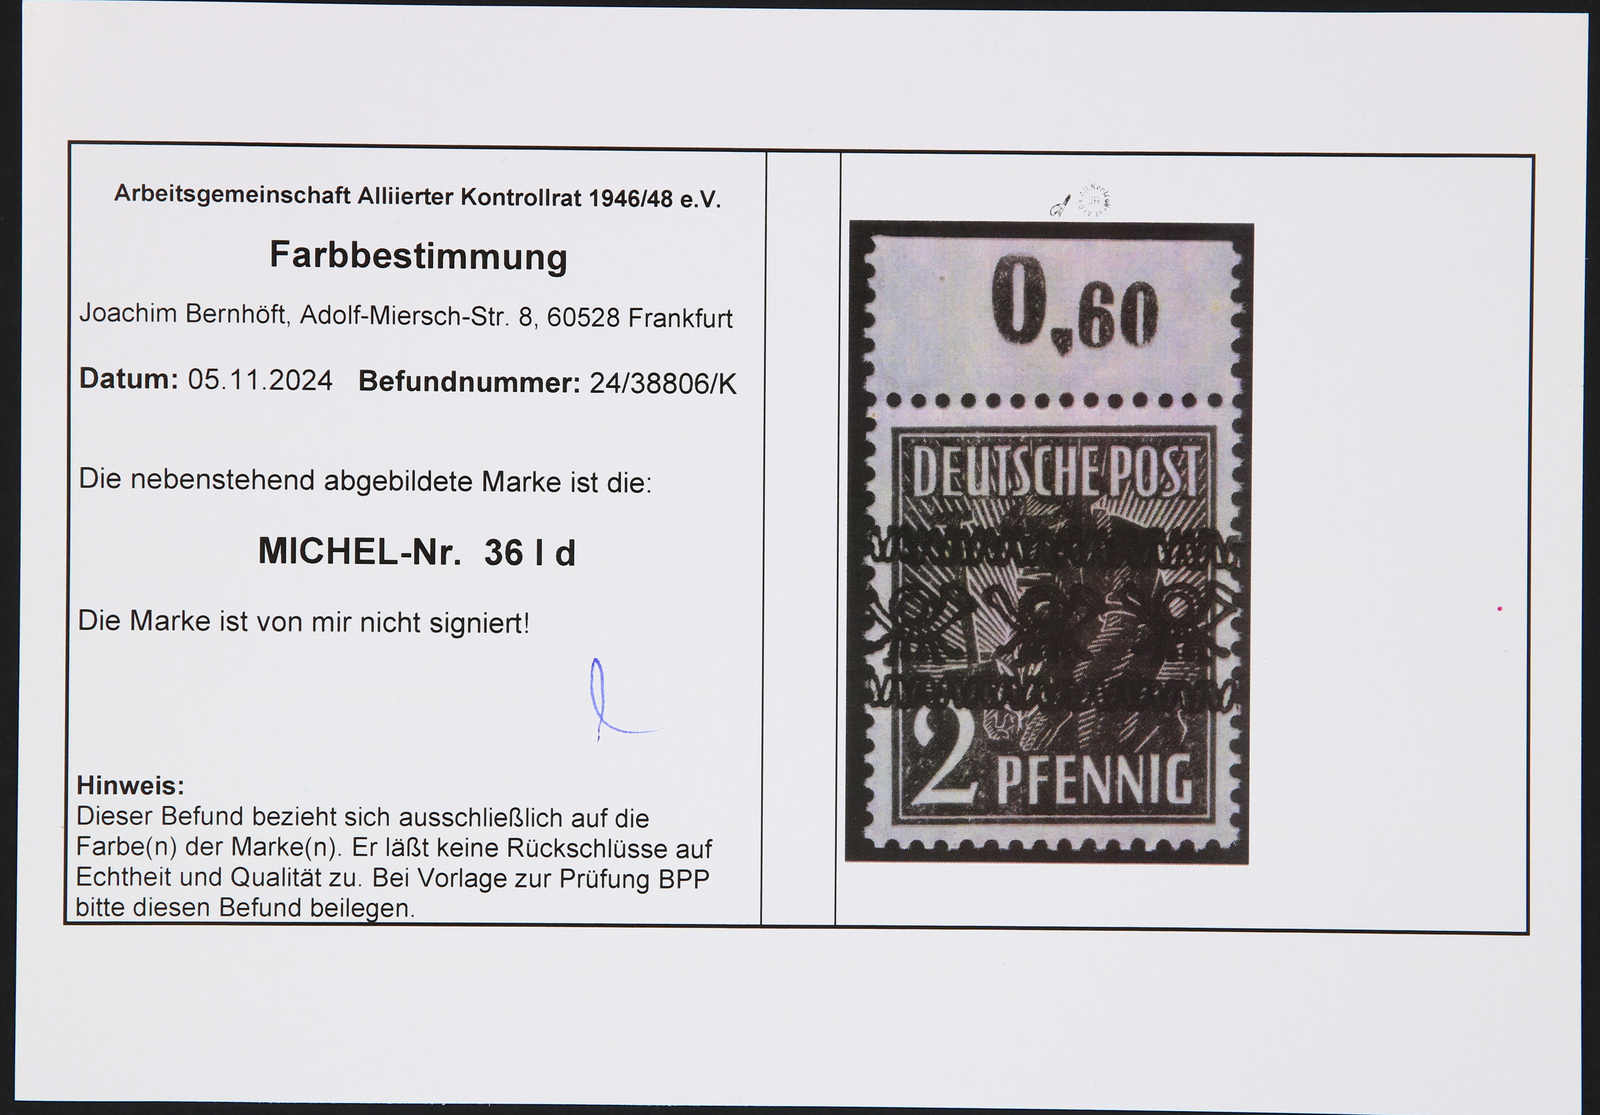 Arbeitsgemeinschaft Alliierter Kontrollrat 1946/48 e.V.
Farbbestimmung
Joachim Bernhöft, Adolf-Miersch-Str. 8, 60528 Frankfurt
Datum: 05.11.2024 Befundnummer: 24/38806/K
Die nebenstehend abgebildete Marke ist die:
MICHEL-Nr. 36 I d
Die Marke ist von mir nicht signiert!
Hinweis:
Dieser Befund bezieht sich ausschließlich auf die
Farbe(n) der Marke(n). Er läßt keine Rückschlüsse auf
Echtheit und Qualität zu. Bei Vorlage zur Prüfung BPP
bitte diesen Befund beilegen.
0,60
DEUTSCHE POST
2 PFENNIG